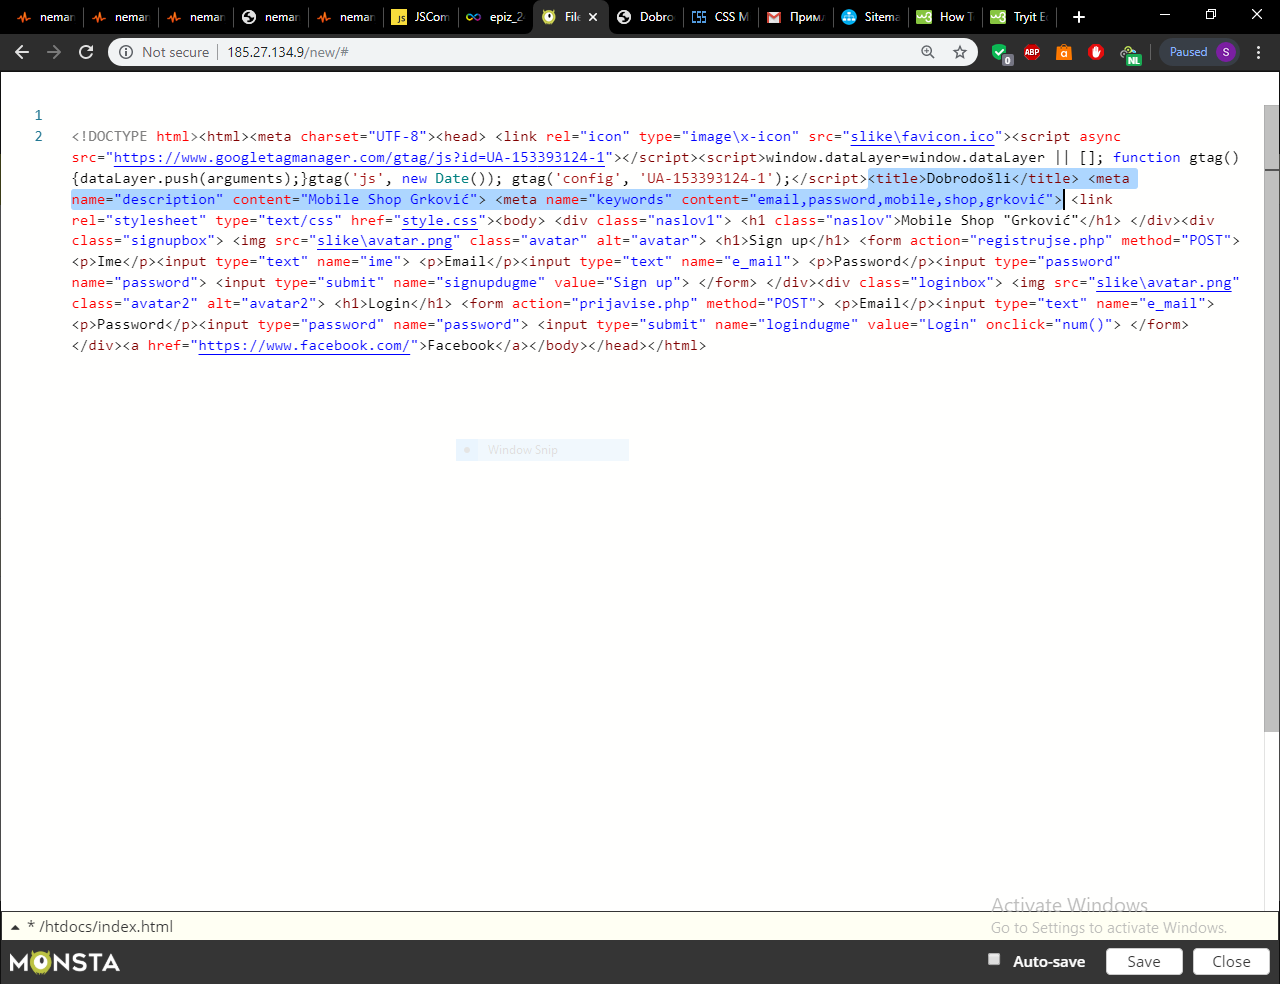 neman
neman
neman
neman
neman
JSCom
epiz_2
File
Dobro
CSS M
Прим
Sitema
How T
Tryit E
Not secure
185.27.134.9/new/#
ABP
0
NL
Paused
S
1
2
<!DOCTYPE html><html><meta charset="UTF-8"><head> <link rel="icon" type="image\x-icon" src="slike\favicon.ico"><script async
src="https://www.googletagmanager.com/gtag/js?id=UA-153393124-1"></script><script>window.dataLayer=window.dataLayer || []; function gtag()
{dataLayer.push(arguments);}gtag('js', new Date()); gtag('config', 'UA-153393124-1');</script><title>Dobrodošli</title> <meta
name="description" content="Mobile Shop Grković"> <meta name="keywords" content="email,password,mobile,shop,grković"> <link
rel="stylesheet" type="text/css" href="style.css"><body> <div class="naslov1"> <h1 class="naslov">Mobile Shop "Grković"</h1> </div><div
class="signupbox"> <img src="slike\avatar.png" class="avatar" alt="avatar"> <h1>Sign up</h1> <form action="registrujse.php" method="POST">
<p>Ime</p><input type="text" name="ime"> <p>Email</p><input type="text" name="e_mail"> <p>Password</p><input type="password"
name="password"> <input type="submit" name="signupdugme" value="Sign up"> </form> </div><div class="loginbox"> <img src="slike\avatar.png"
class="avatar2" alt="avatar2"> <h1>Login</h1> <form action="prijavise.php" method="POST"> <p>Email</p><input type="text" name="e_mail">
<p>Password</p><input type="password" name="password"> <input type="submit" name="logindugme" value="Login" onclick="num()"> </form>
</div><a href="https://www.facebook.com/">Facebook</a></body></head></html>
Window Snip
Activate Windows
Go to Settings to activate Windows.
* /htdocs/index.html
MONSTA
Auto-save
Save
Close